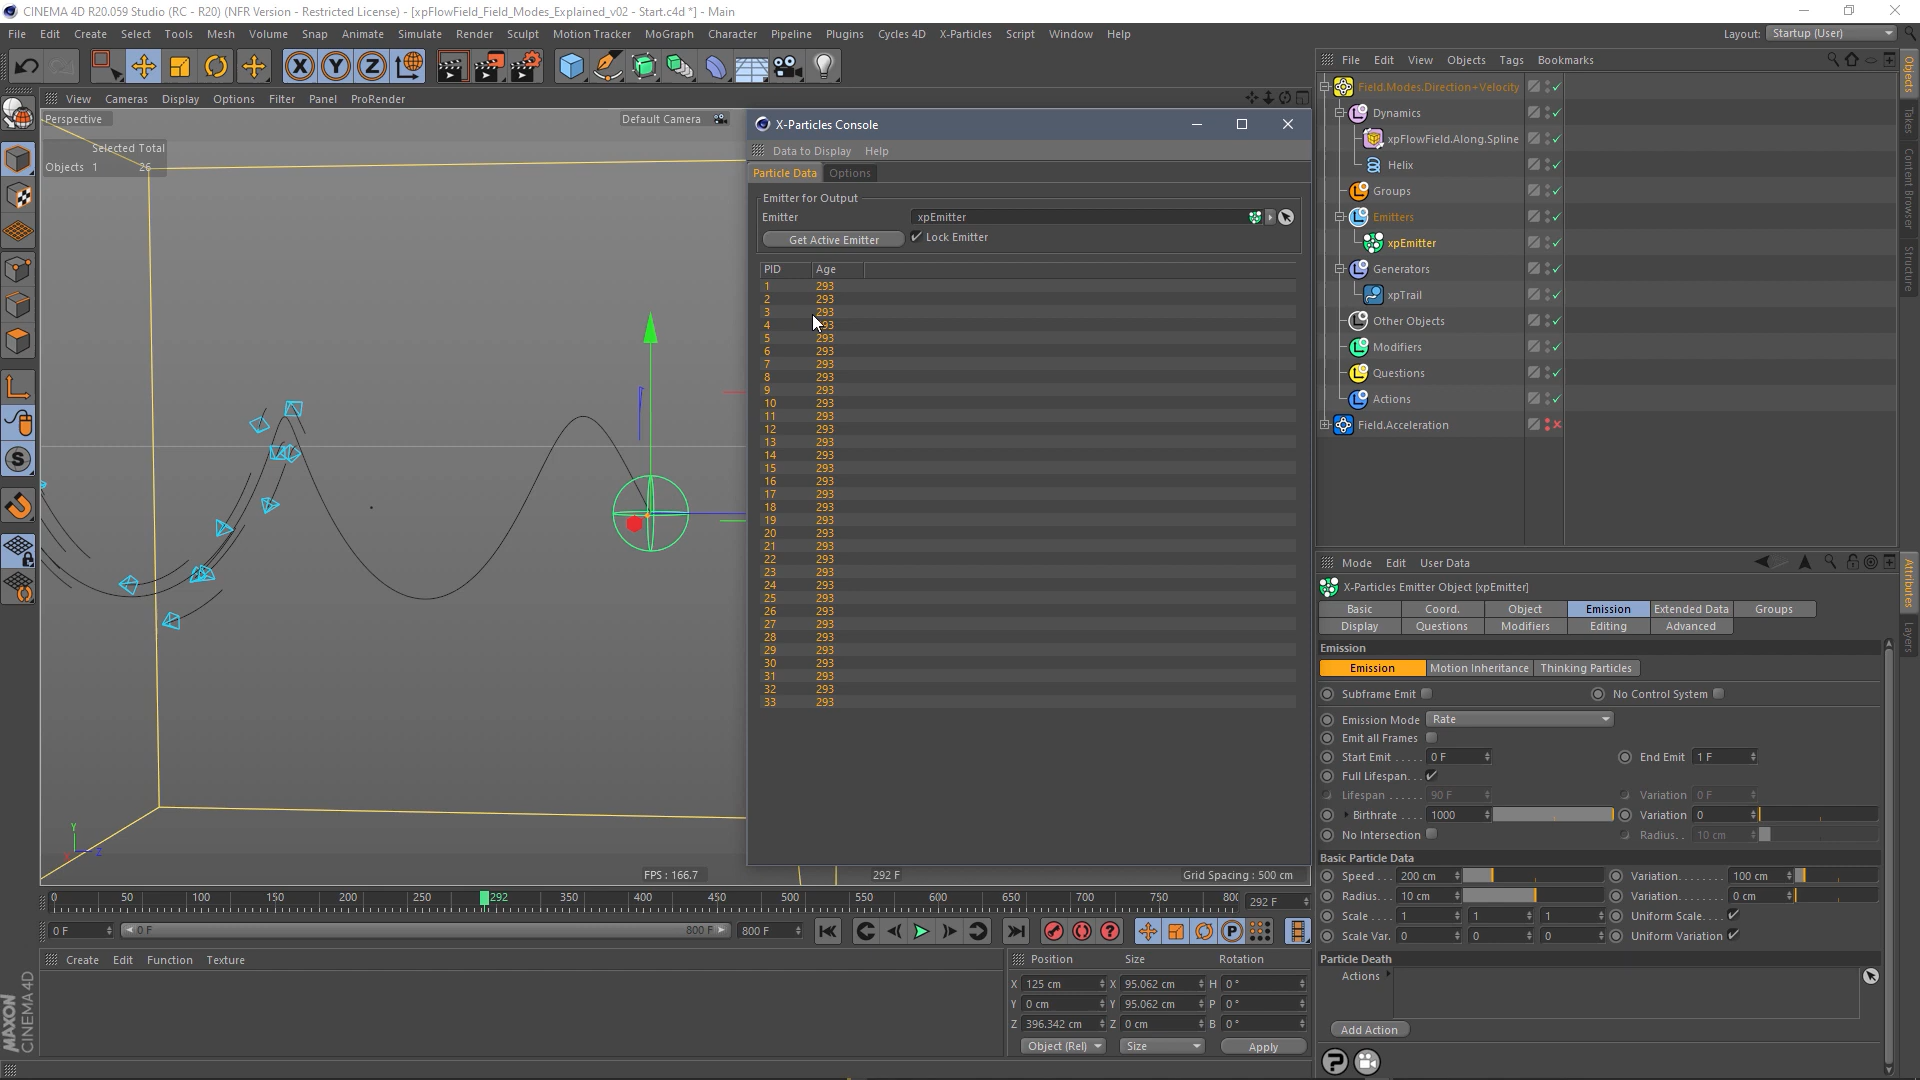 CINEMA 4D R20.059 Studio (RC - R20) (NFR Version - Restricted License) - [xpFlowField_Field_Modes_Explained_v02 - Start.c4d *] - Main
File Edit Create Select Tools Mesh Volume Snap Animate Simulate Render Sculpt Motion Tracker MoGraph Character Pipeline Plugins Cycles 4D X-Particles Script Window Help
Layout: Startup (User)
View Cameras Display Options Filter Panel ProRender
Perspective
Default Camera
Selected Total
Objects 1 26
X-Particles Console
Data to Display Help
Particle Data Options
Emitter for Output
Emitter xpEmitter
Get Active Emitter Lock Emitter
PID Age
1 293
2 293
3 293
4 293
5 293
6 293
7 293
8 293
9 293
10 293
11 293
12 293
13 293
14 293
15 293
16 293
17 293
18 293
19 293
20 293
21 293
22 293
23 293
24 293
25 293
26 293
27 293
28 293
29 293
30 293
31 293
32 293
33 293
FPS : 166.7
292 F
Grid Spacing : 500 cm
File Edit View Objects Tags Bookmarks
Field.Modes.Direction+Velocity
Dynamics
xpFlowField.Along.Spline
Helix
Groups
Emitters
xpEmitter
Generators
xpTrail
Other Objects
Modifiers
Questions
Actions
Field.Acceleration
Objects
Takes
Content Browser
Structure
Mode Edit User Data
X-Particles Emitter Object [xpEmitter]
Basic Coord. Object Emission Extended Data Groups
Display Questions Modifiers Editing Advanced
Emission
Emission Motion Inheritance Thinking Particles
Subframe Emit No Control System
Emission Mode Rate
Emit all Frames
Start Emit ..... 0 F End Emit 1 F
Full Lifespan..
Lifespan ...... 90 F Variation 0 F
Birthrate .... 1000 Variation 0
No Intersection Radius.. 10 cm
Basic Particle Data
Speed ... 200 cm Variation........ 100 cm
Radius.. 10 cm Variation........ 0 cm
Scale .... 1 1 1 Uniform Scale....
Scale Var. 0 0 0 Uniform Variation
Particle Death
Actions
Add Action
Attributes
Layers
0 50 100 150 200 250 292 350 400 450 500 550 600 650 700 750 80 292 F
0 F 0 F 800 F 800 F
Create Edit Function Texture
Position Size Rotation
X 125 cm X 95.062 cm H 0 °
Y 0 cm Y 95.062 cm P 0 °
Z 396.342 cm Z 0 cm B 0 °
Object (Rel) Size Apply
MAXON
CINEMA 4D